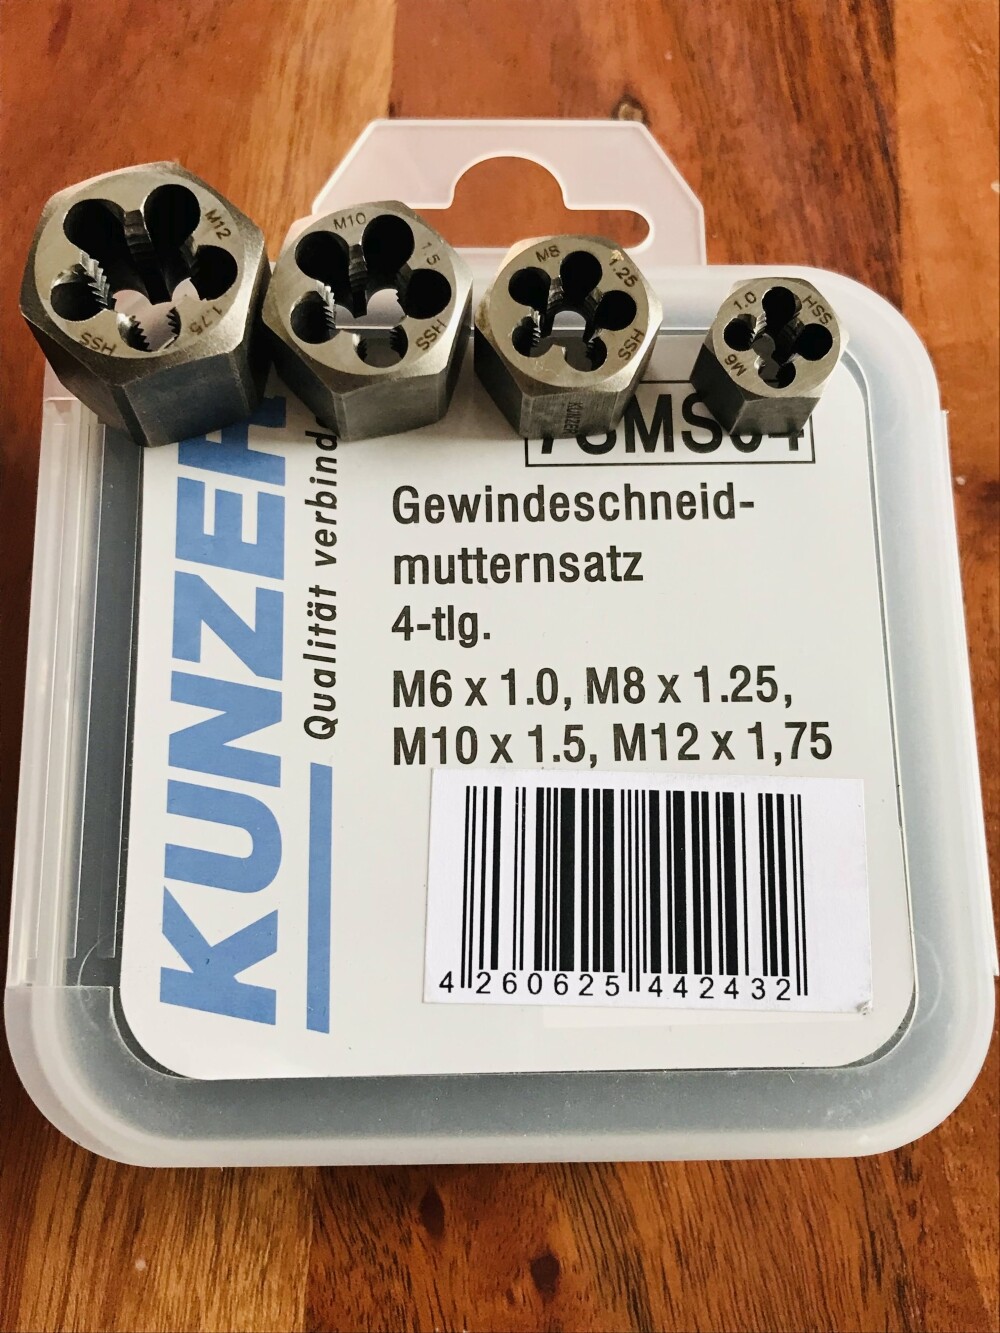 M12
1.75
HSS
M10
1.5
HSS
M8
1.25
HSS
KUNZER
M6
1.0
HSS
KUNZER
Gewindeschneid-
mutternsatz
4-tlg.
M6 x 1.0, M8 x 1.25,
M10 x 1.5, M12 x 1,75
4 260625 442432
Qualität